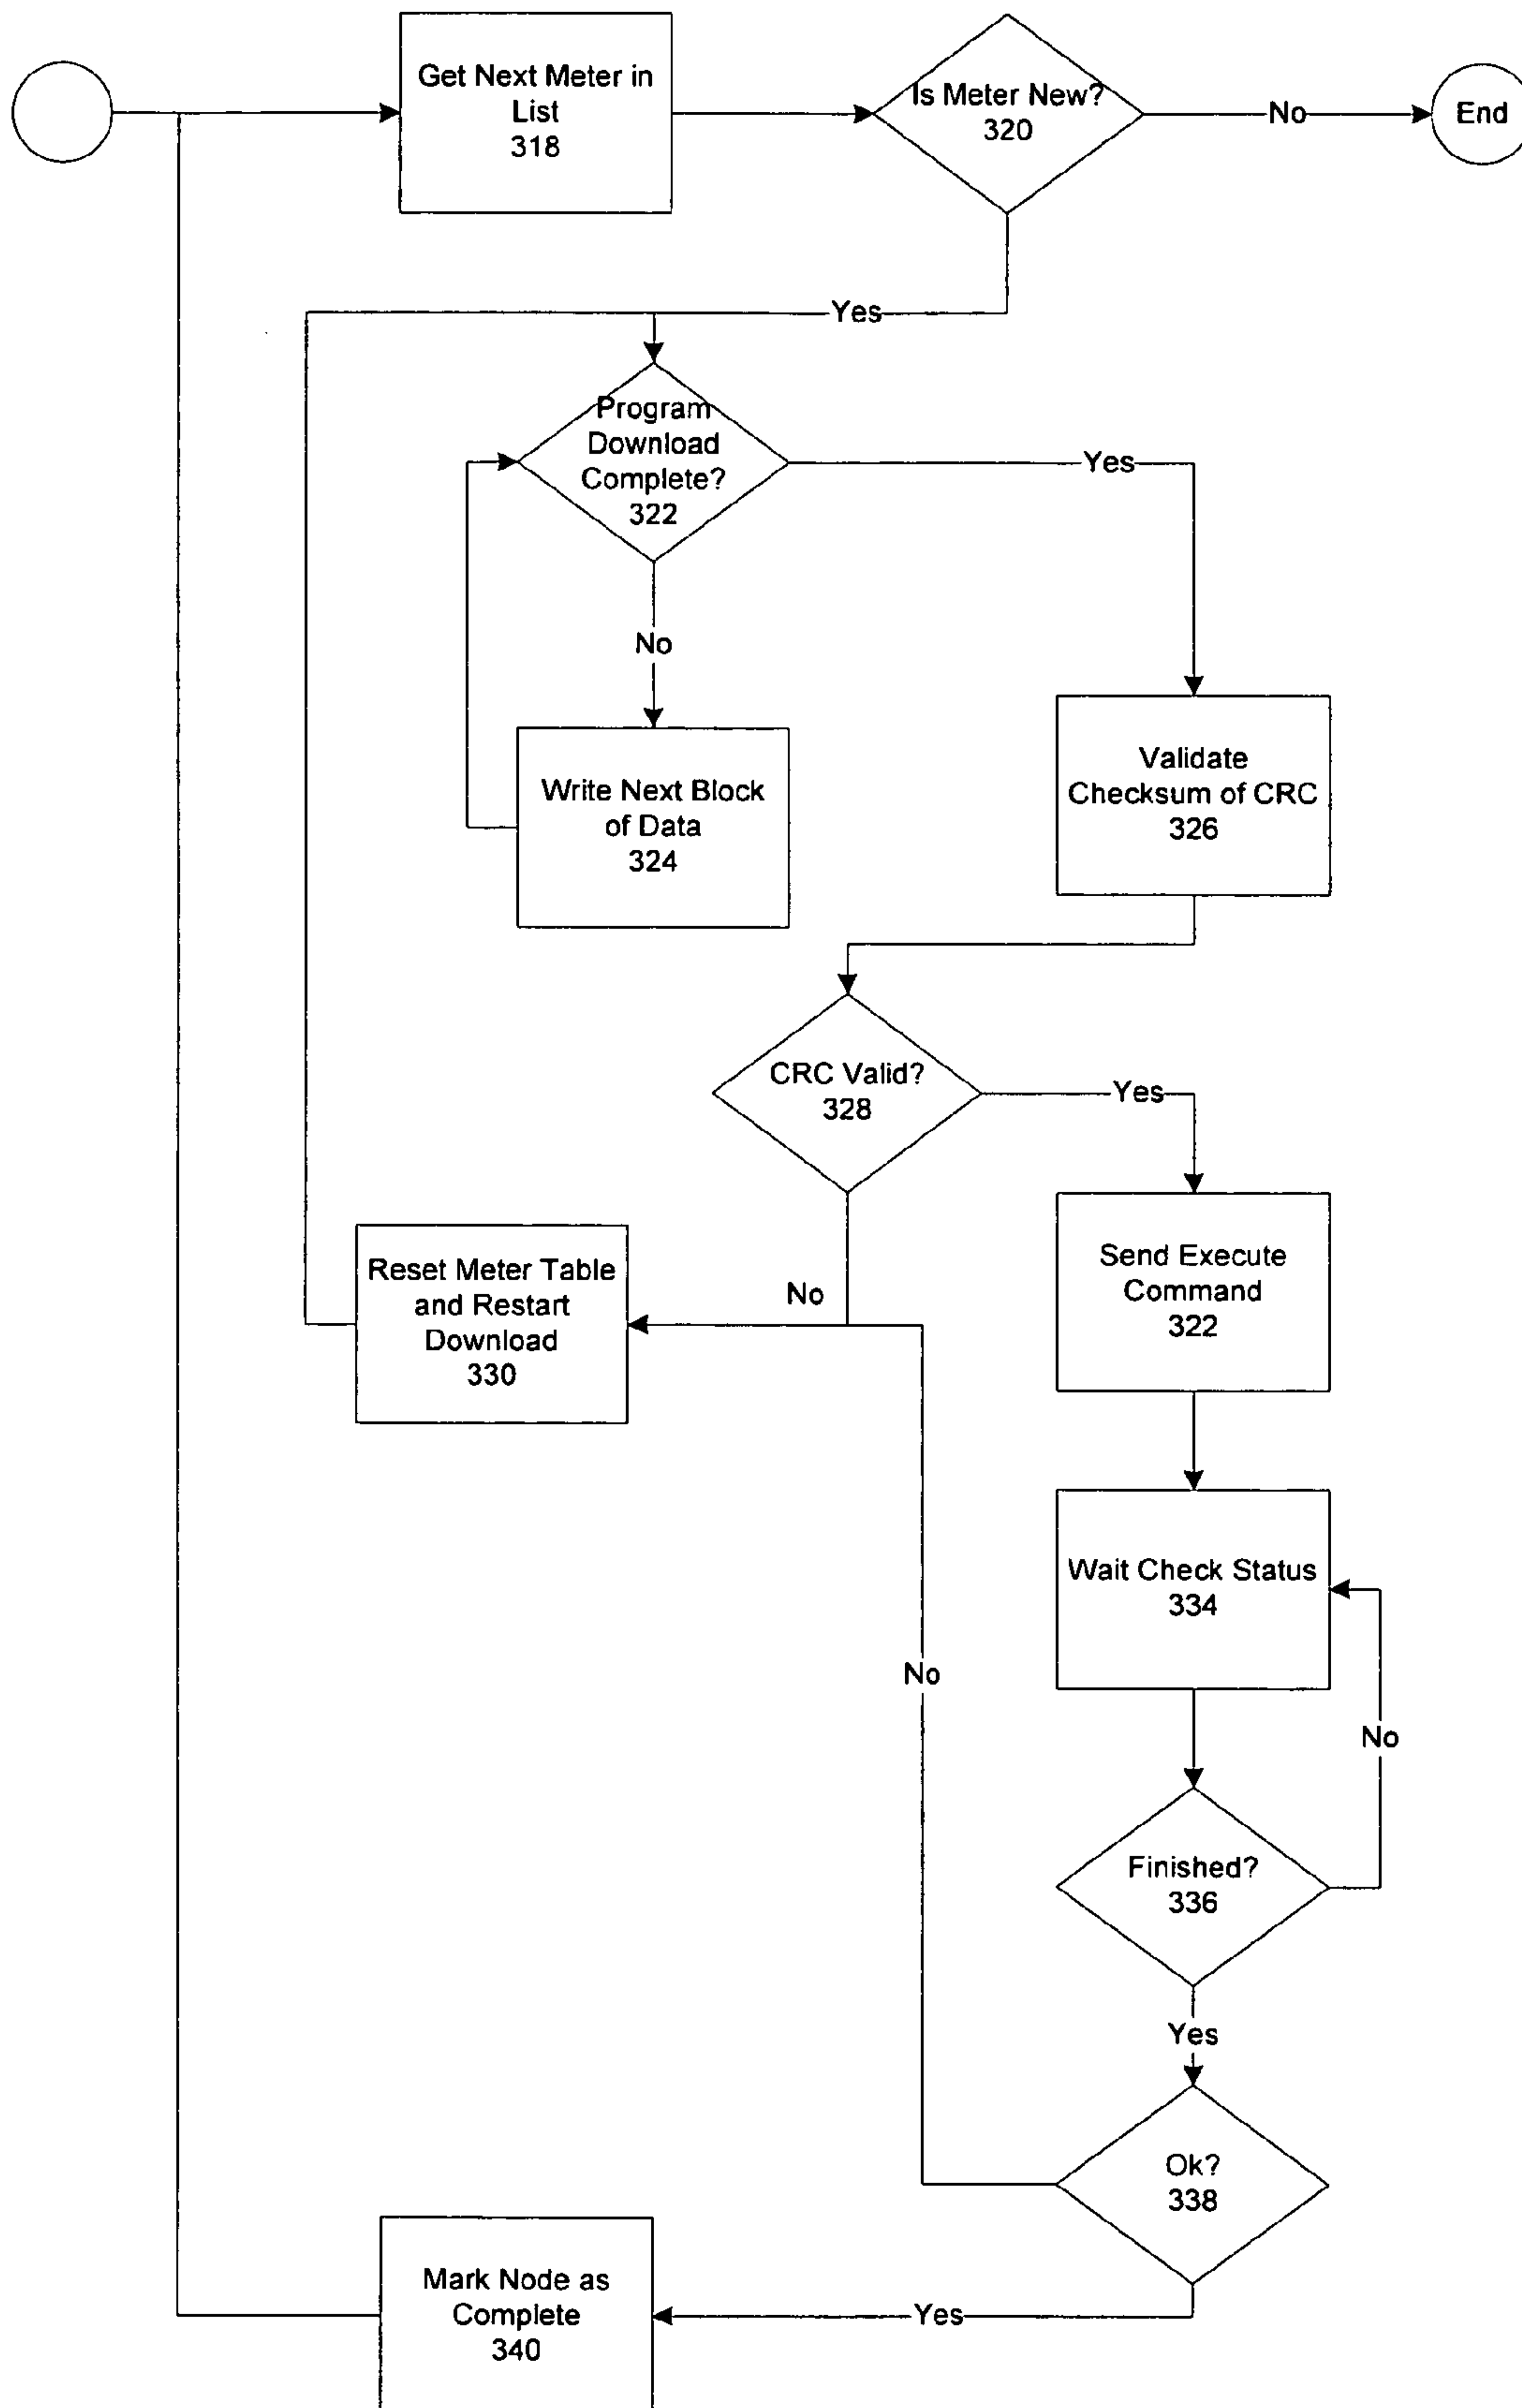 Get Next Meter in
List
318
Is Meter New?
320
No
End
Yes
Program
Download
Complete?
322
Yes
No
Write Next Block
of Data
324
Validate
Checksum of CRC
326
CRC Valid?
328
Yes
No
Reset Meter Table
and Restart
Download
330
Send Execute
Command
322
Wait Check Status
334
No
No
Finished?
336
Yes
Ok?
338
Mark Node as
Complete
340
Yes